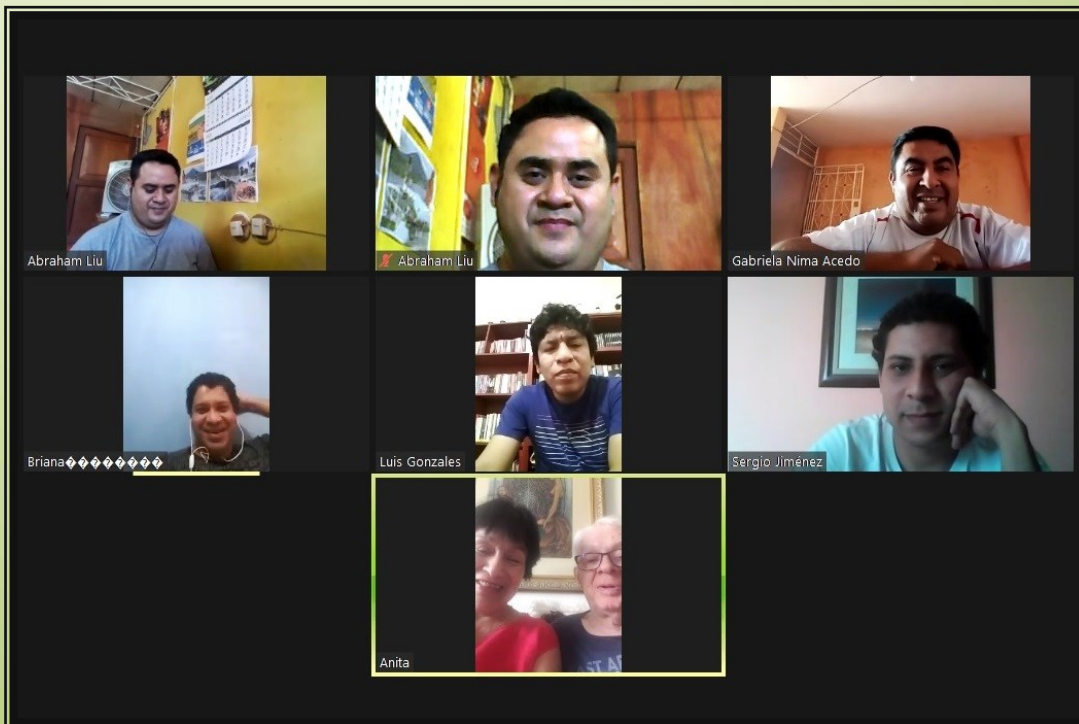 Abraham Liu
Abraham Liu
Gabriela Nima Acedo
Briana���������
Luis Gonzales
Sergio Jiménez
Anita